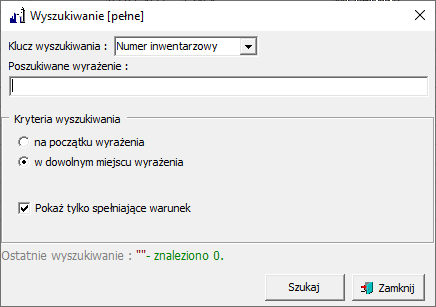 Wyszukiwanie [pełne]
Klucz wyszukiwania : Numer inwentarzowy
Poszukiwane wyrażenie :
Kryteria wyszukiwania
na początku wyrażenia
w dowolnym miejscu wyrażenia
Pokaż tylko spełniające warunek
Ostatnie wyszukiwanie : ""- znaleziono 0.
Szukaj Zamknij